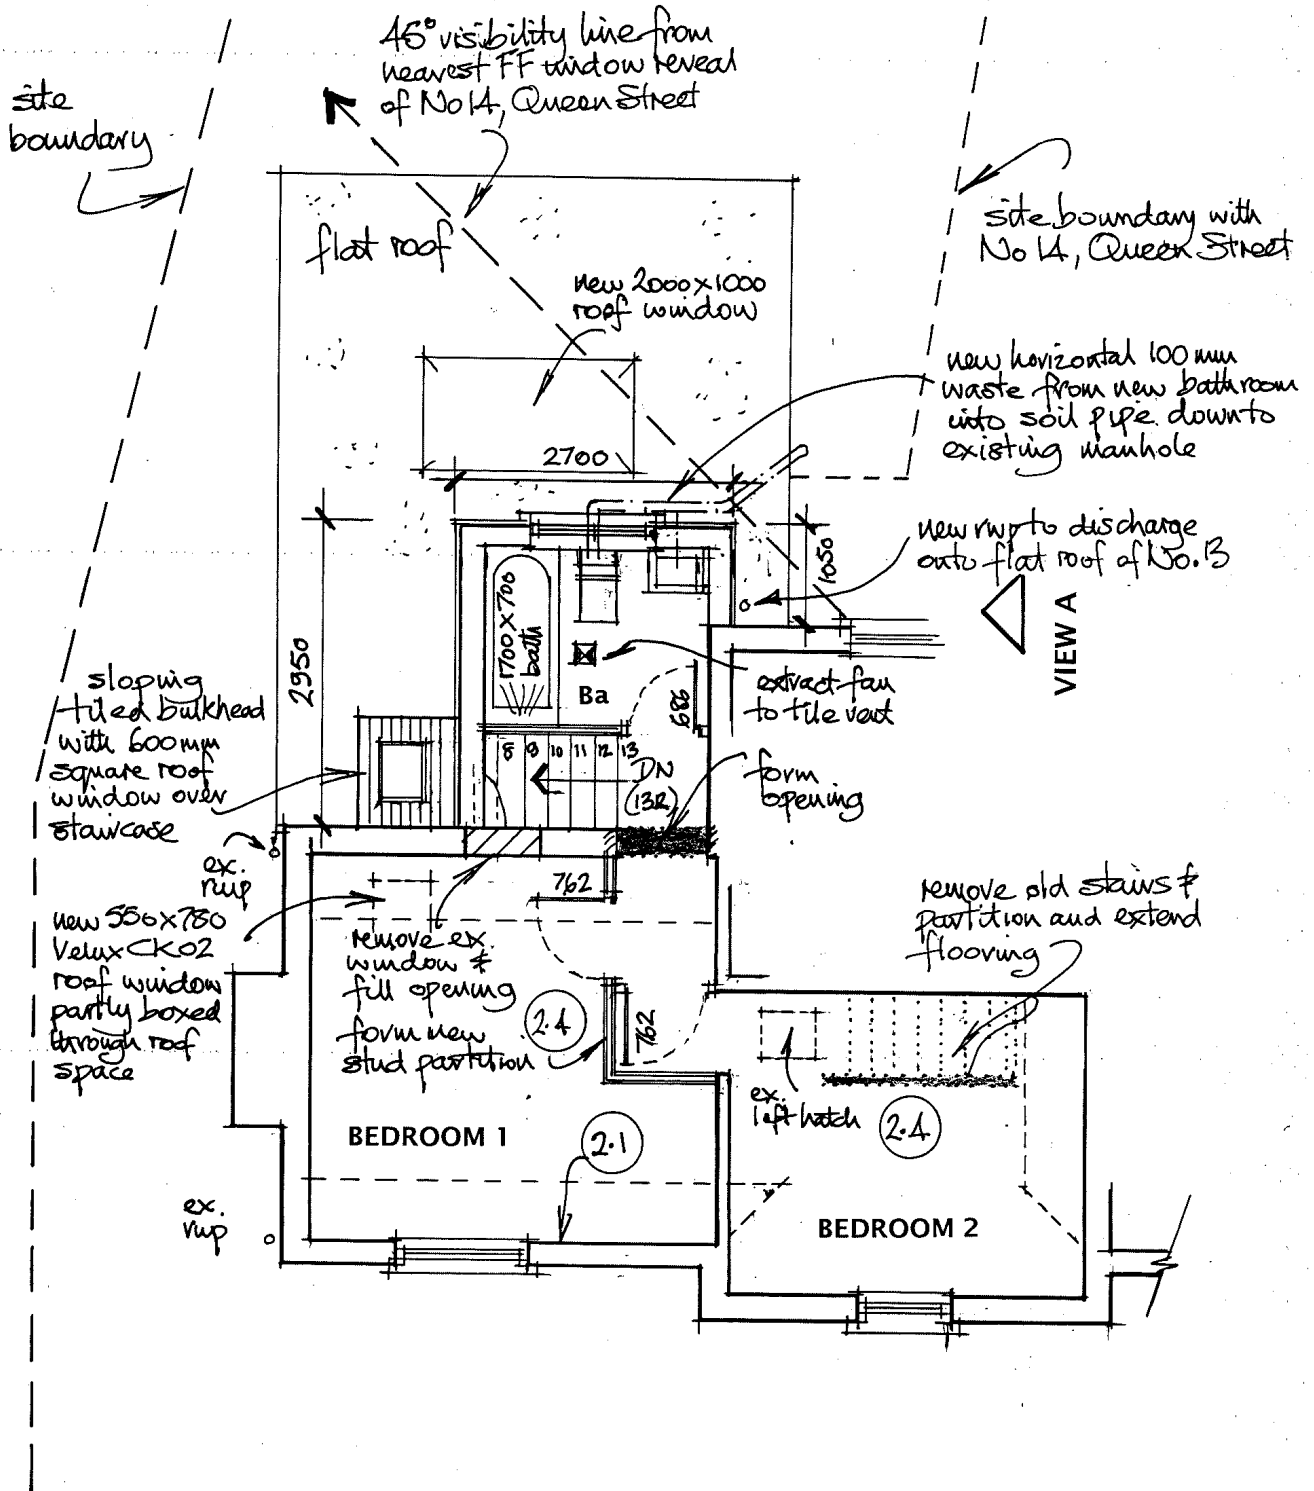 45° visibility line from
nearest FF window reveal
of No 14, Queen Street
site
boundary
site boundary with
No 14, Queen Street
flat roof
new 2000x1000
roof window
new horizontal 100mm
waste from new bathroom
into soil pipe down to
existing manhole
2700
new rwp to discharge
onto flat roof of No.13
1050
VIEW A
1700 x 700
bath
2950
sloping
tiled bulkhead
with 600mm
square roof
window over
staircase
Ba
686
extract fan
to tile vent
8 9 10 11 12 13
DN
(13R)
form
opening
ex.
rwp
762
remove old stairs &
partition and extend
flooring
new 550x780
Velux CK02
roof window
partly boxed
through roof
space
remove ex.
window &
fill opening
2.4
form new
stud partition
762
ex.
loft hatch
2.4
BEDROOM 1
2.1
ex.
rwp
BEDROOM 2